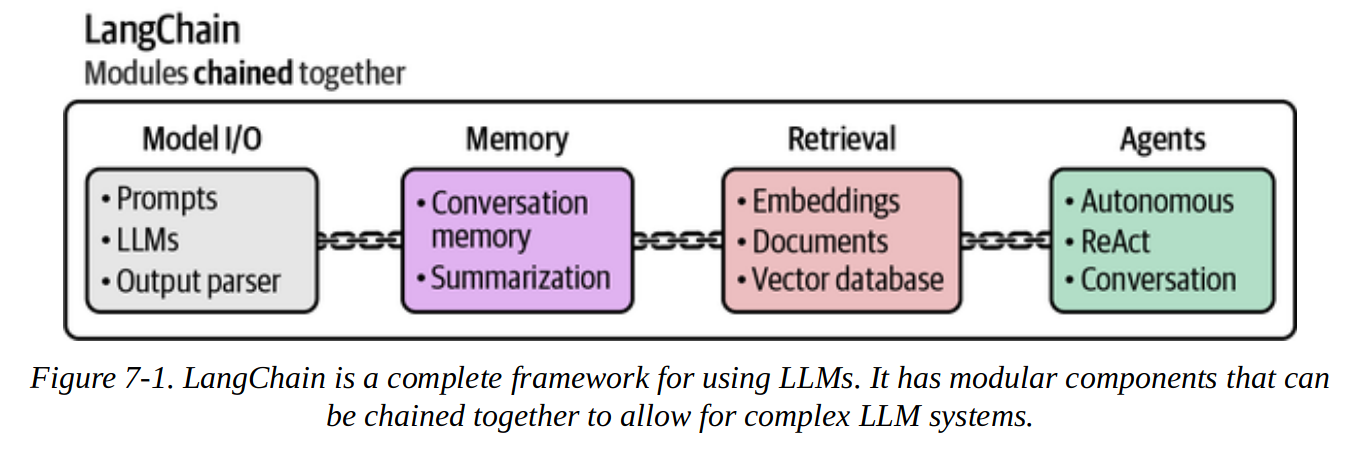 LangChain
Modules chained together
Model I/O
• Prompts
• LLMs
• Output parser
Memory
• Conversation
memory
• Summarization
Retrieval
• Embeddings
• Documents
• Vector database
Agents
• Autonomous
• ReAct
• Conversation
Figure 7-1. LangChain is a complete framework for using LLMs. It has modular components that can
be chained together to allow for complex LLM systems.